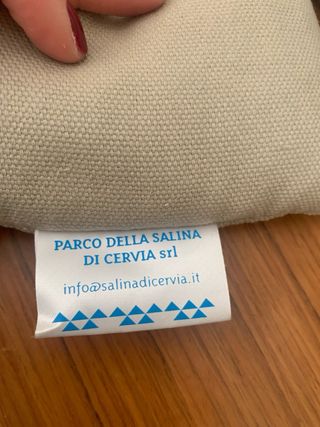 PARCO DELLA SALINA
DI CERVIA srl
info@salinadicervia.it